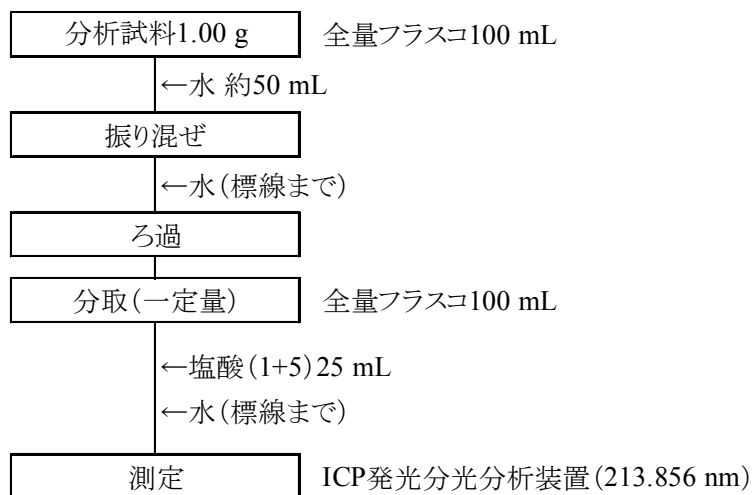 分析試料1.00 g 全量フラスコ100 mL
←水 約50 mL
振り混ぜ
←水(標線まで)
ろ過
分取(一定量) 全量フラスコ100 mL
←塩酸(1+5)25 mL
←水(標線まで)
測定 ICP発光分光分析装置(213.856 nm)